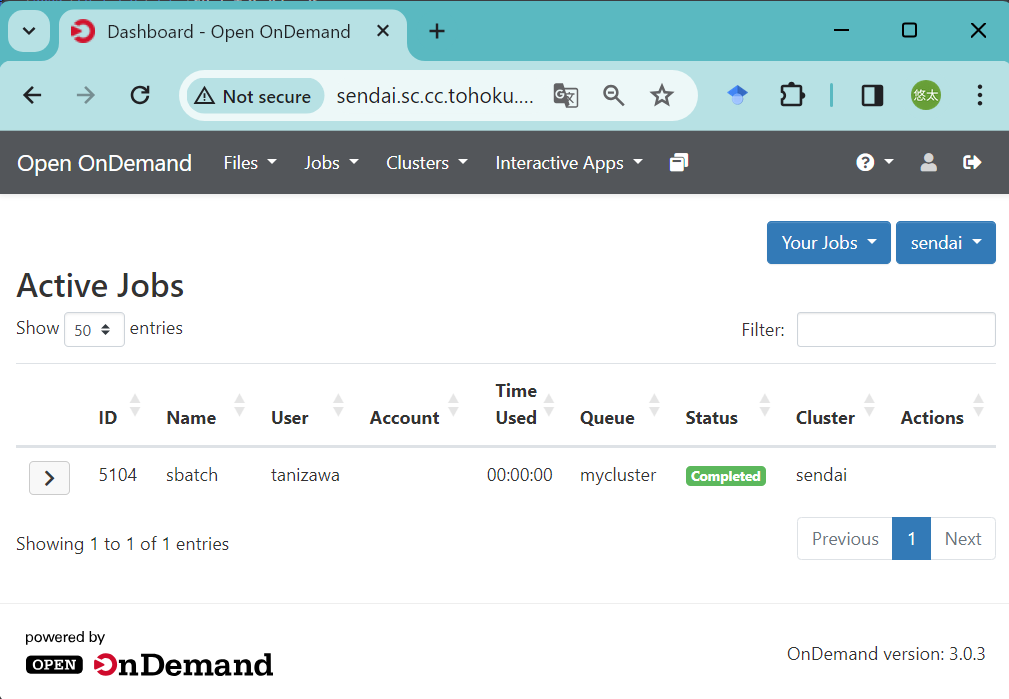 Dashboard - Open OnDemand
Not secure sendai.sc.cc.tohoku.... 悠太
Open OnDemand Files Jobs Clusters Interactive Apps
Your Jobs sendai
Active Jobs
Show 50 entries Filter:
ID Name User Account Time Used Queue Status Cluster Actions
5104 sbatch tanizawa 00:00:00 mycluster Completed sendai
Showing 1 to 1 of 1 entries Previous 1 Next
powered by
OPEN OnDemand
OnDemand version: 3.0.3